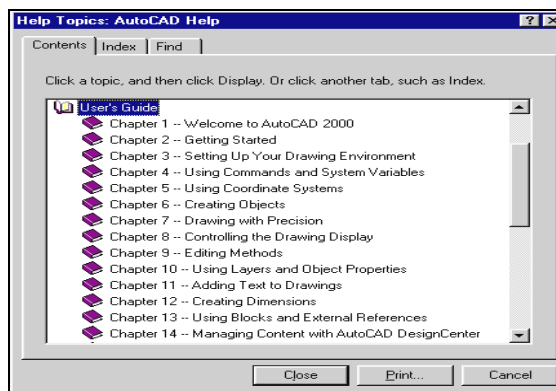 Help Topics: AutoCAD Help
Contents Index Find
Click a topic, and then click Display. Or click another tab, such as Index.
User's Guide
Chapter 1 -- Welcome to AutoCAD 2000
Chapter 2 -- Getting Started
Chapter 3 -- Setting Up Your Drawing Environment
Chapter 4 -- Using Commands and System Variables
Chapter 5 -- Using Coordinate Systems
Chapter 6 -- Creating Objects
Chapter 7 -- Drawing with Precision
Chapter 8 -- Controlling the Drawing Display
Chapter 9 -- Editing Methods
Chapter 10 -- Using Layers and Object Properties
Chapter 11 -- Adding Text to Drawings
Chapter 12 -- Creating Dimensions
Chapter 13 -- Using Blocks and External References
Chapter 14 -- Managing Content with AutoCAD DesignCenter
Close Print... Cancel